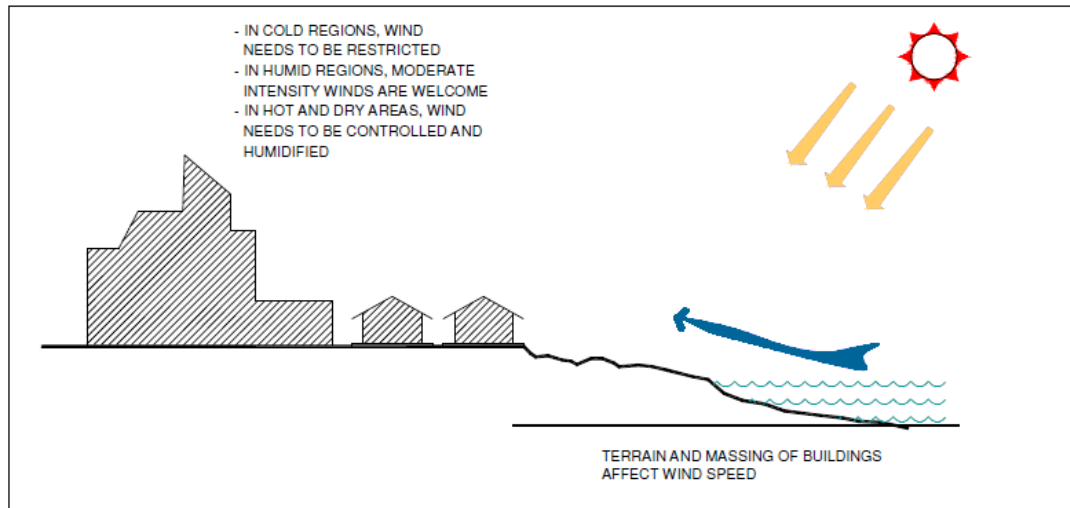 - IN COLD REGIONS, WIND
NEEDS TO BE RESTRICTED
- IN HUMID REGIONS, MODERATE
INTENSITY WINDS ARE WELCOME
- IN HOT AND DRY AREAS, WIND
NEEDS TO BE CONTROLLED AND
HUMIDIFIED
TERRAIN AND MASSING OF BUILDINGS
AFFECT WIND SPEED